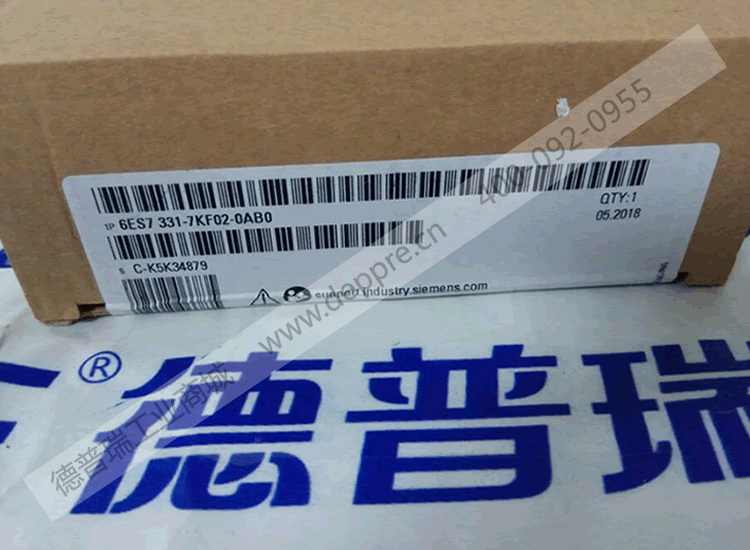 1P 6ES7 331-7KF02-0AB0
QTY:1
05.2018
S C-K5K34879
support.industry.siemens.com
® 德普瑞
德普瑞工业商城 www.deppre.cn 400-092-0955